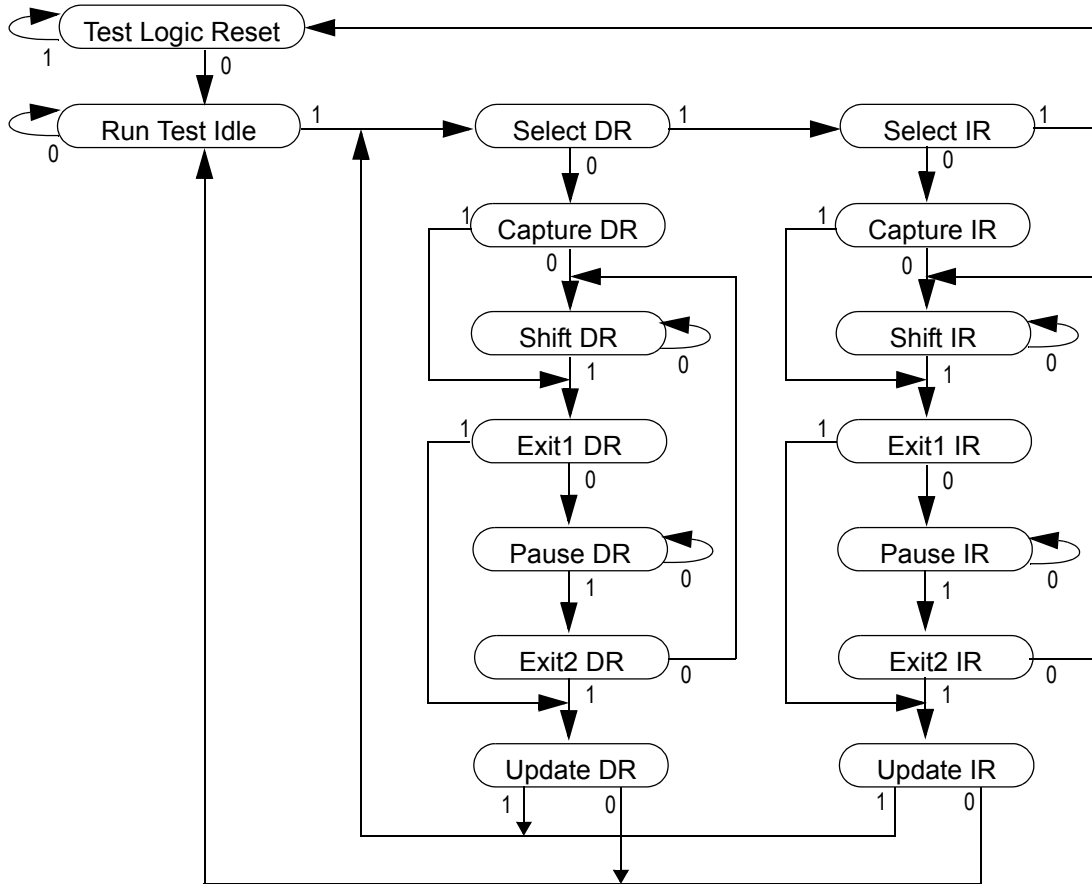 Test Logic Reset
1
0
Run Test Idle
1
Select DR
1
Select IR
1
0
0
0
1
Capture DR
1
Capture IR
0
0
Shift DR
0
Shift IR
0
1
1
1
Exit1 DR
1
Exit1 IR
0
0
Pause DR
0
Pause IR
0
1
1
Exit2 DR
0
Exit2 IR
0
1
1
Update DR
Update IR
1
0
1
0